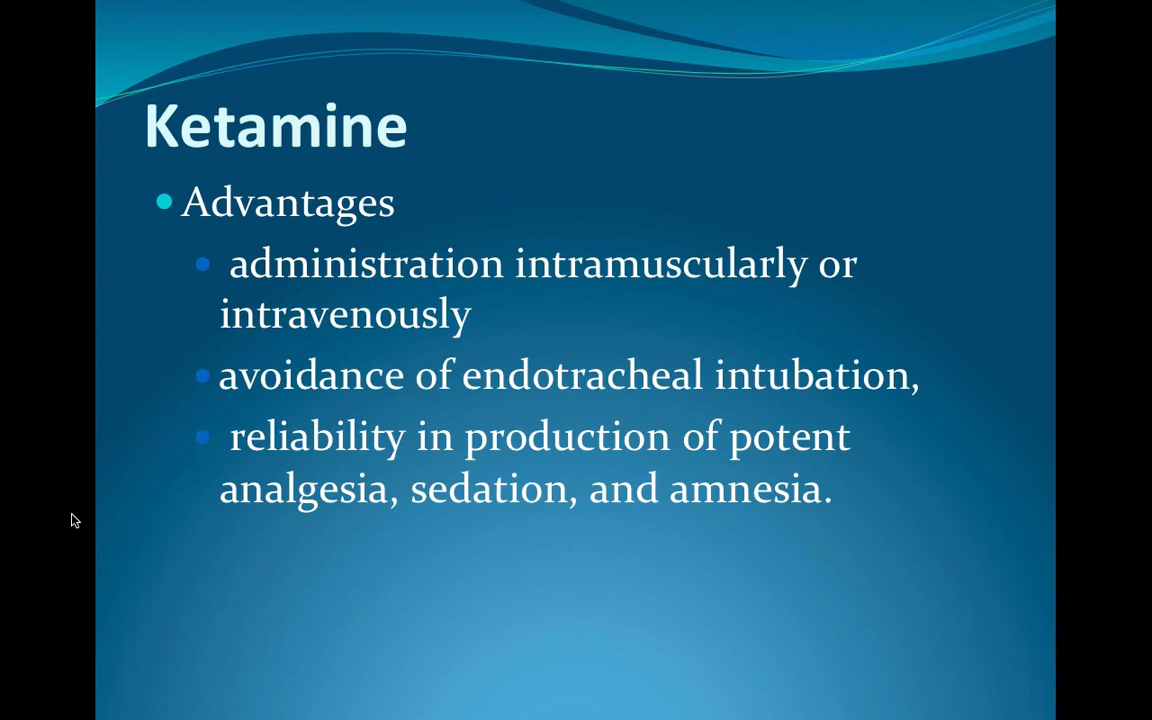 Ketamine
Advantages
administration intramuscularly or
intravenously
avoidance of endotracheal intubation,
reliability in production of potent
analgesia, sedation, and amnesia.